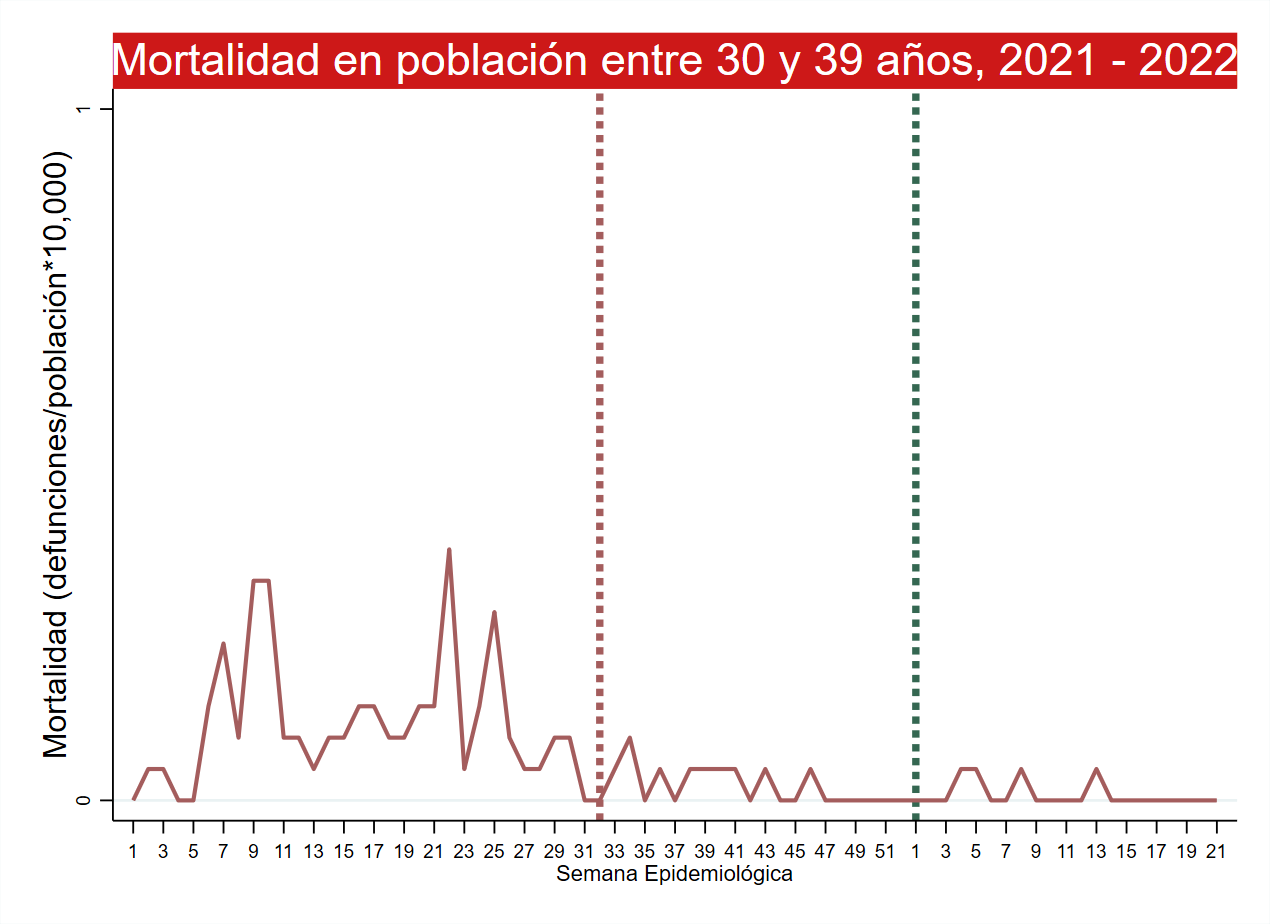 Mortalidad en población entre 30 y 39 años, 2021 - 2022
Mortalidad (defunciones/población*10,000)
1
0
1 3 5 7 9 11 13 15 17 19 21 23 25 27 29 31 33 35 37 39 41 43 45 47 49 51 1 3 5 7 9 11 13 15 17 19 21
Semana Epidemiológica